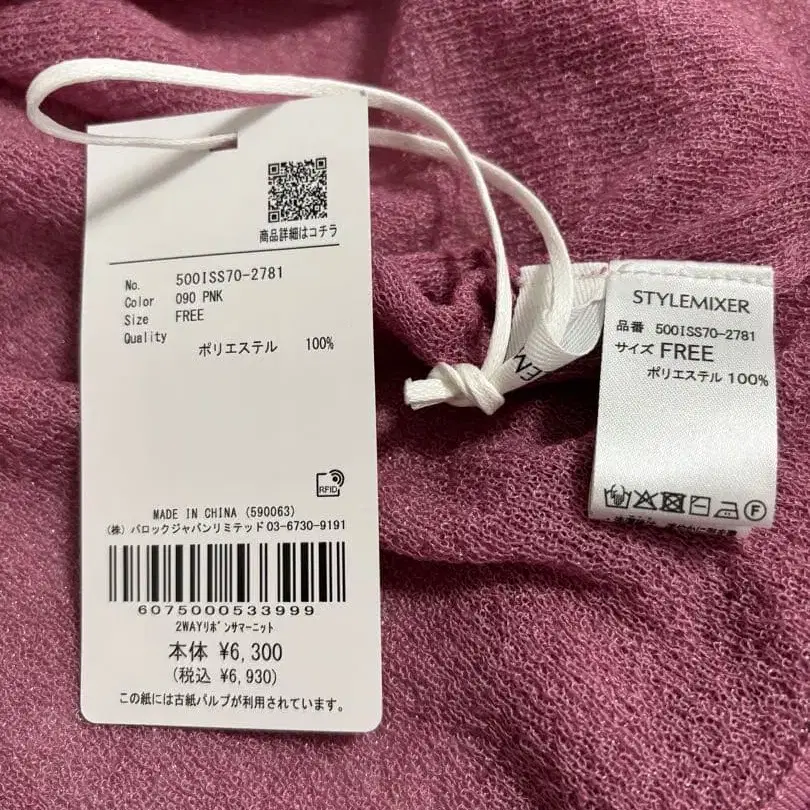 商品詳細はコチラ
No. 500ISS70-2781
Color 090 PNK
Size FREE
Quality
ポリエステル 100%
RFID
MADE IN CHINA (590063)
(株) バロックジャパンリミテッド 03-6730-9191
6075000533999
2WAYリボンサマーニット
本体 ¥6,300
(税込 ¥6,930)
この紙には古紙パルプが利用されています。
STYLEMIXER
品番 500ISS70-2781
サイズ FREE
ポリエステル 100%
F